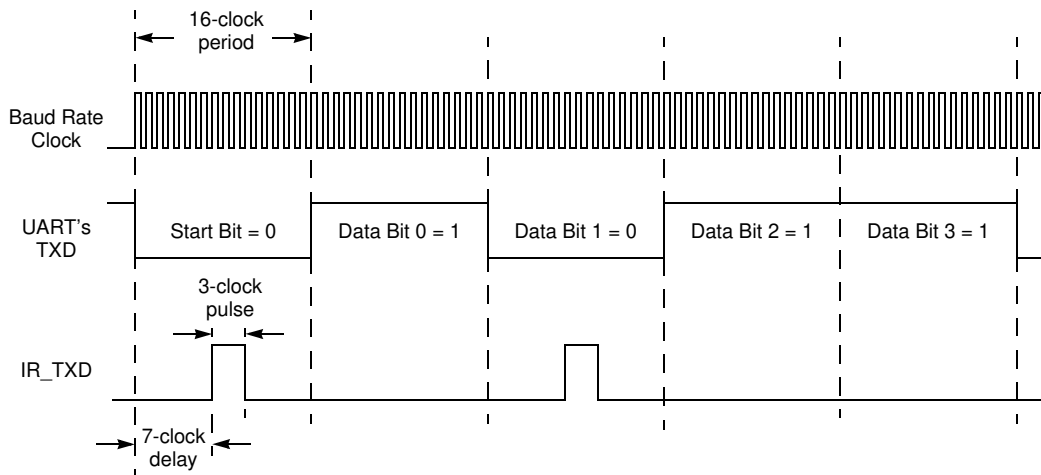 16-clock
period
Baud Rate
Clock
UART's
TXD
Start Bit = 0
Data Bit 0 = 1
Data Bit 1 = 0
Data Bit 2 = 1
Data Bit 3 = 1
3-clock
pulse
IR_TXD
7-clock
delay